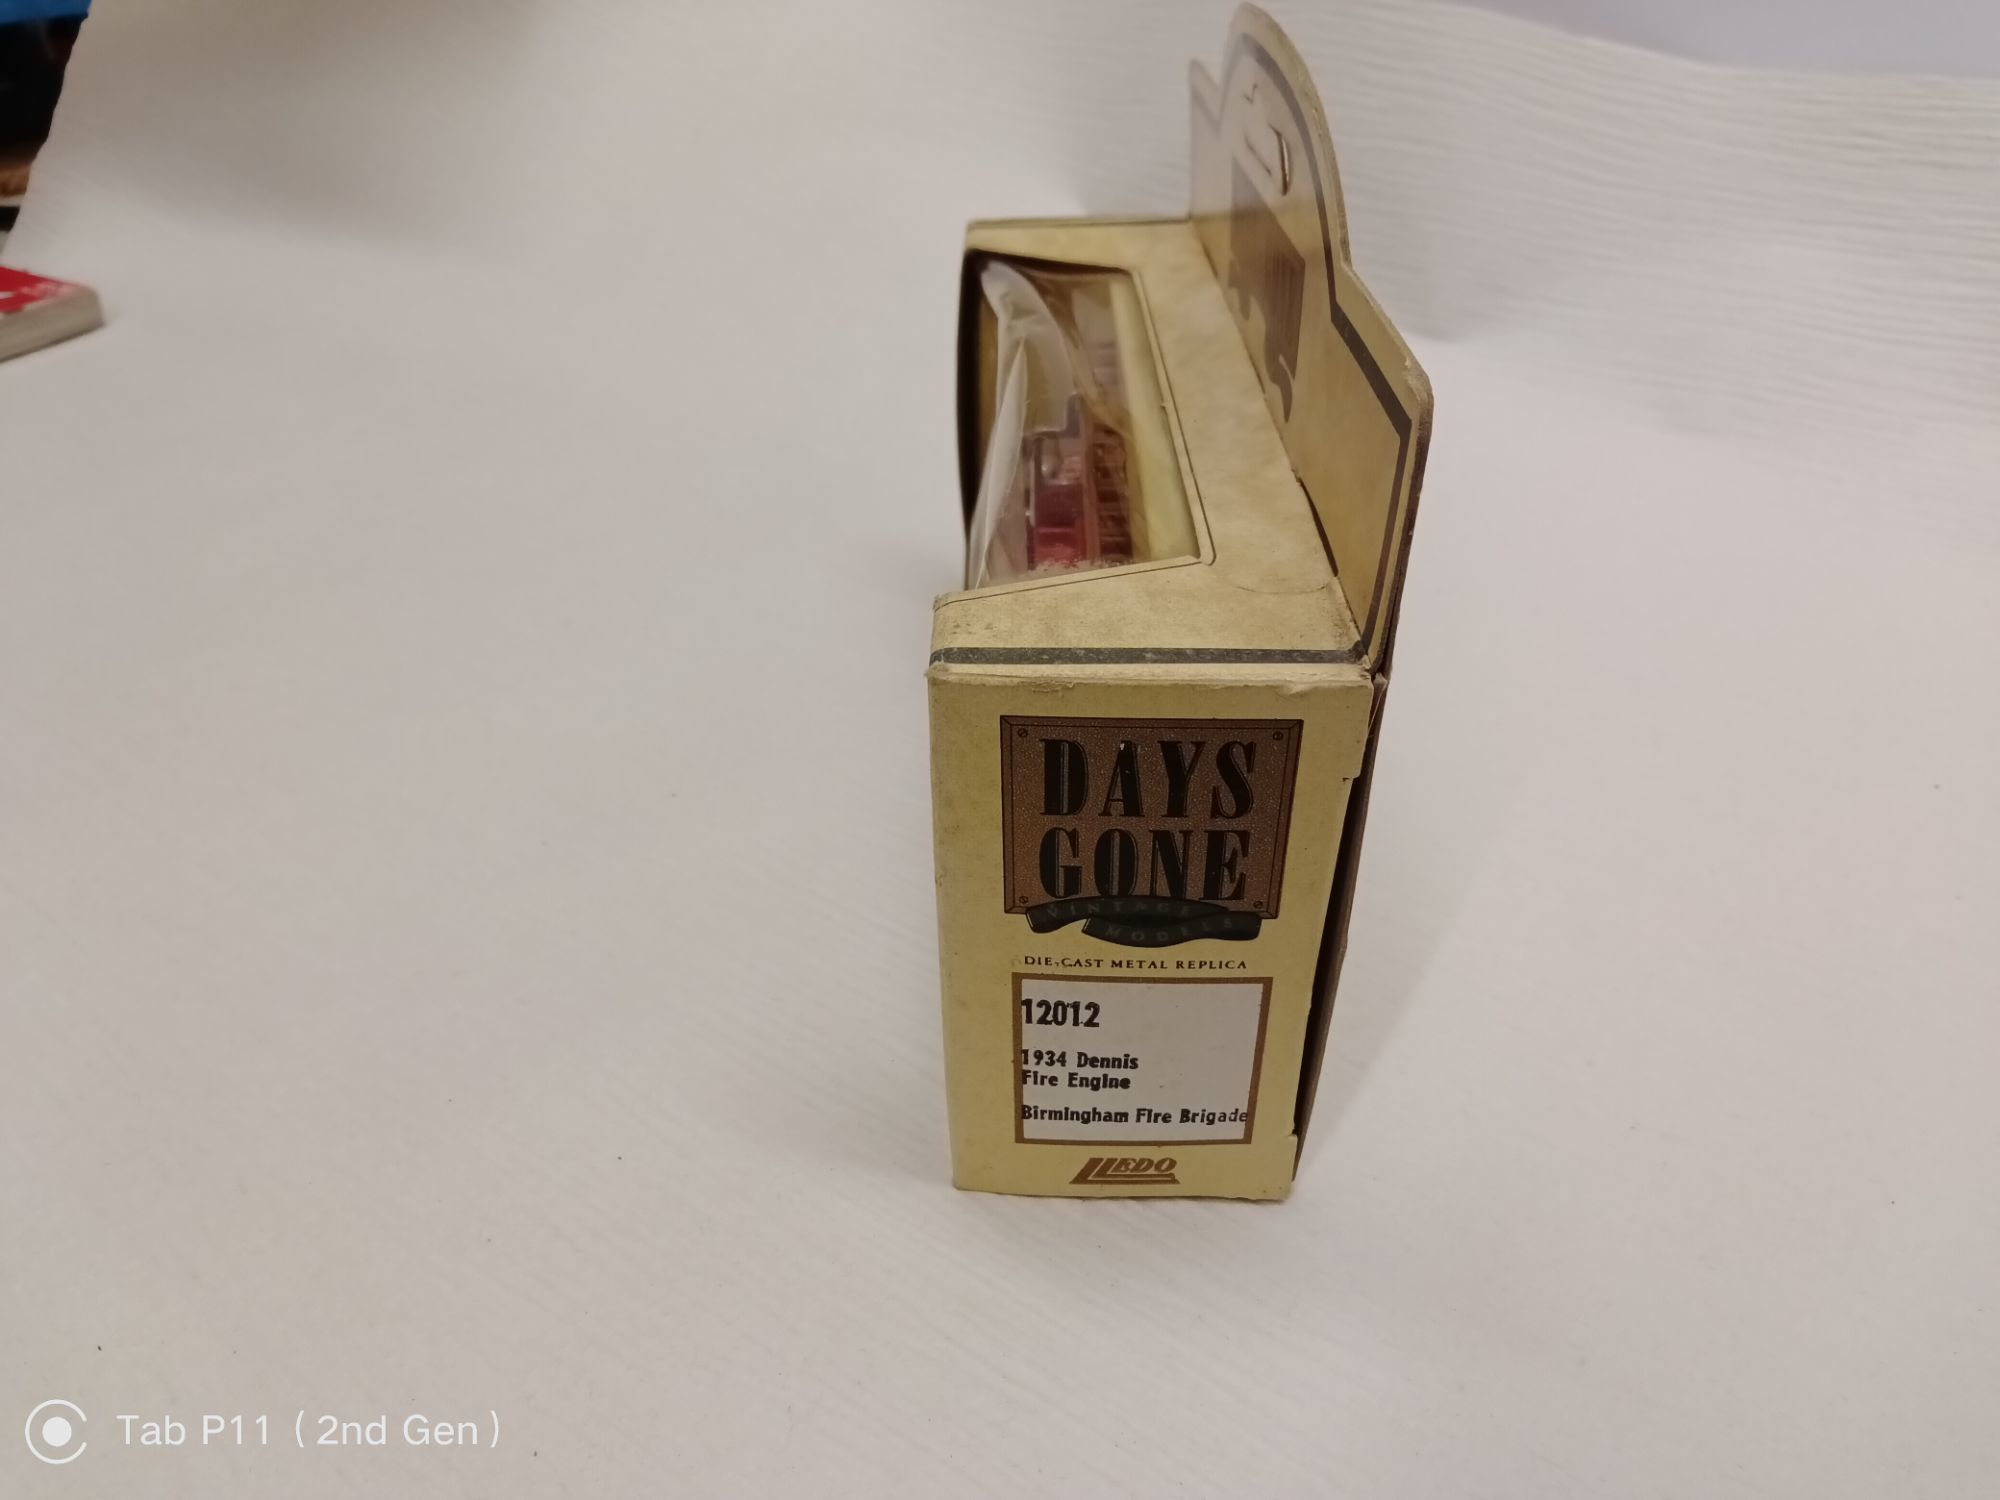 DAYS
GONE
VINTAGE
MODELS
DIE-CAST METAL REPLICA
12012
1934 Dennis
Fire Engine
Birmingham Fire Brigade
LLEDO
Tab P11 (2nd Gen)